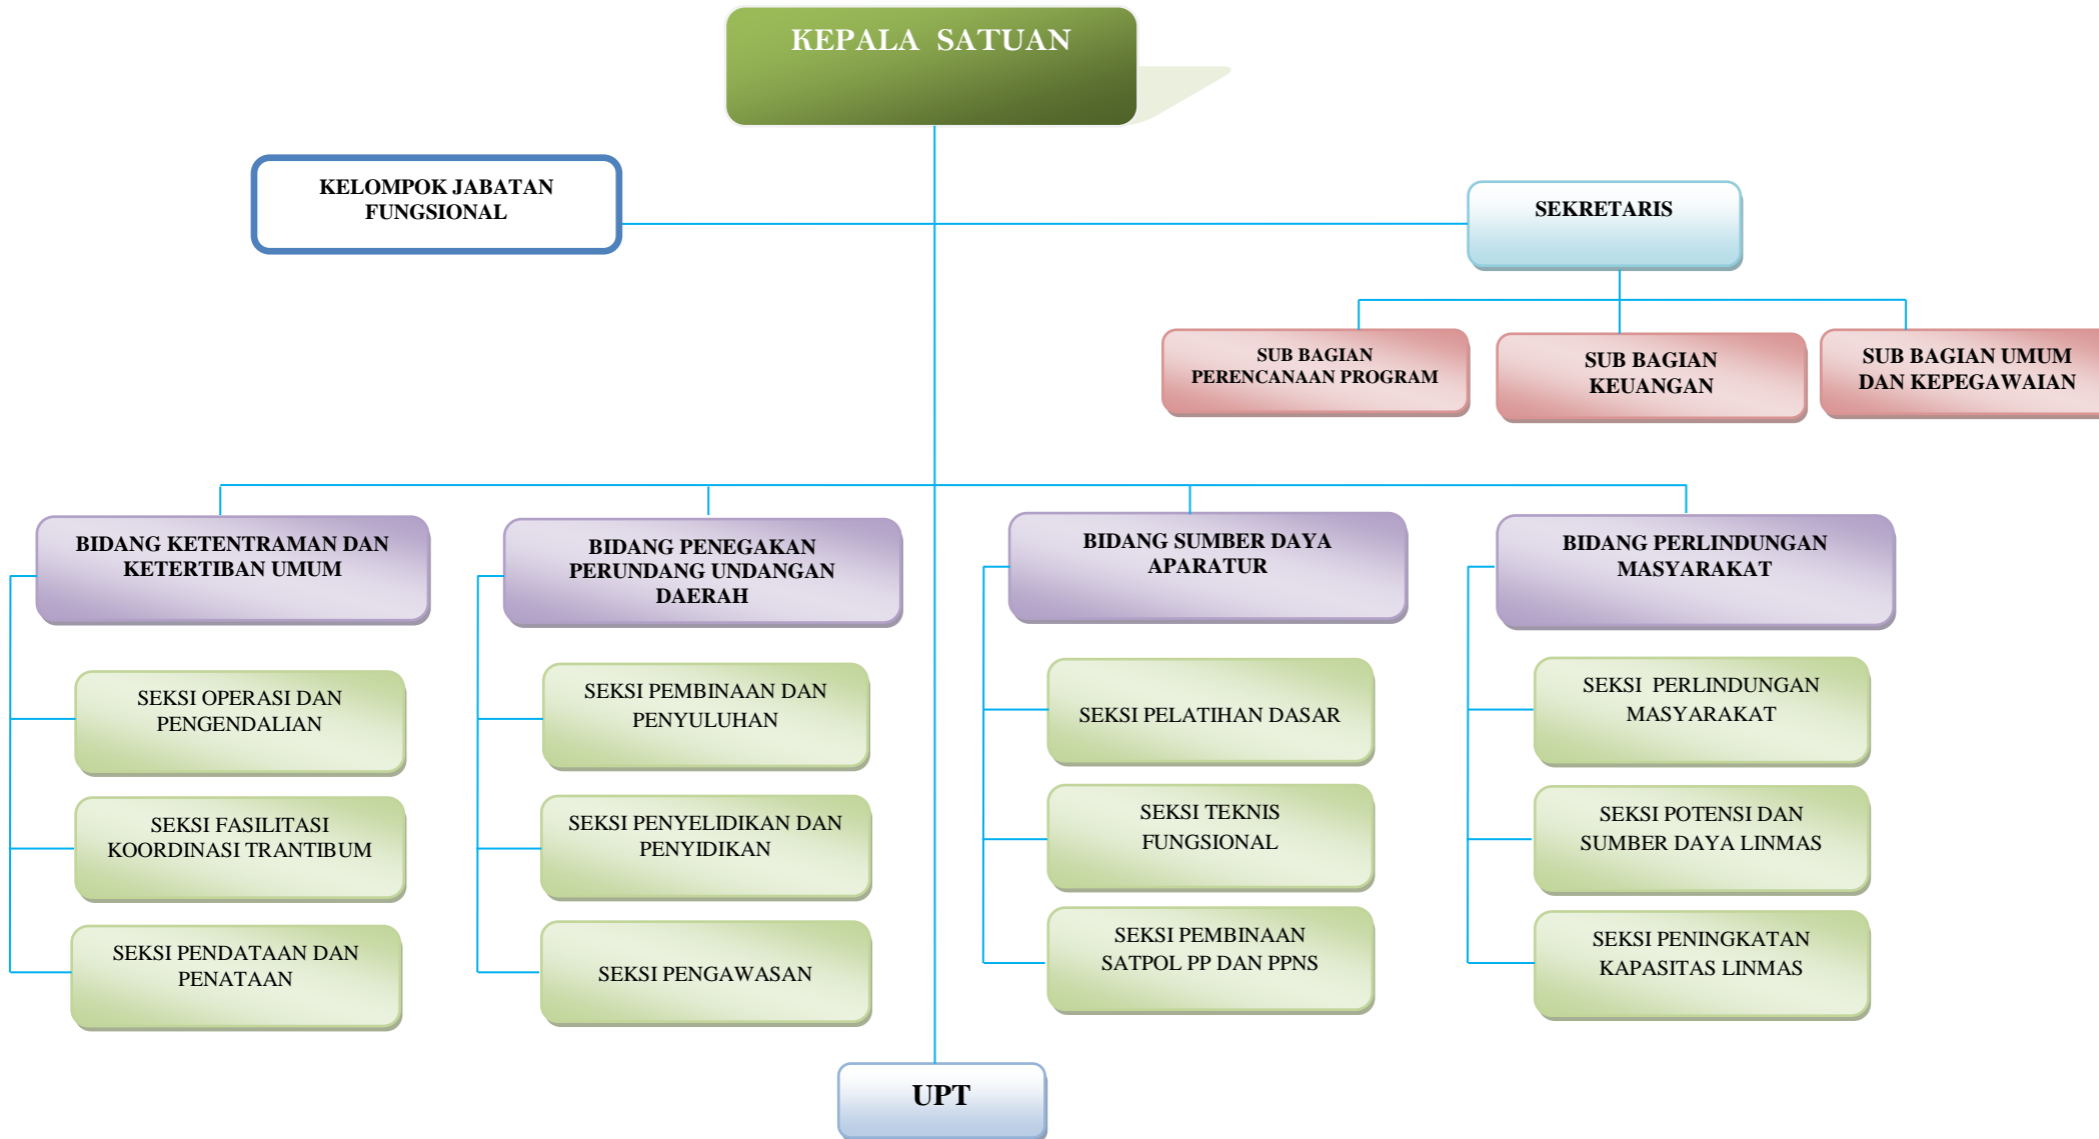 KEPALA SATUAN
KELOMPOK JABATAN
FUNGSIONAL
SEKRETARIS
SUB BAGIAN
PERENCANAAN PROGRAM
SUB BAGIAN
KEUANGAN
SUB BAGIAN UMUM
DAN KEPEGAWAIAN
BIDANG KETENTRAMAN DAN
KETERTIBAN UMUM
BIDANG PENEGAKAN
PERUNDANG UNDANGAN
DAERAH
BIDANG SUMBER DAYA
APARATUR
BIDANG PERLINDUNGAN
MASYARAKAT
SEKSI OPERASI DAN
PENGENDALIAN
SEKSI PEMBINAAN DAN
PENYULUHAN
SEKSI PELATIHAN DASAR
SEKSI PERLINDUNGAN
MASYARAKAT
SEKSI FASILITASI
KOORDINASI TRANTIBUM
SEKSI PENYELIDIKAN DAN
PENYIDIKAN
SEKSI TEKNIS
FUNGSIONAL
SEKSI POTENSI DAN
SUMBER DAYA LINMAS
SEKSI PENDATAAN DAN
PENATAAN
SEKSI PENGAWASAN
SEKSI PEMBINAAN
SATPOL PP DAN PPNS
SEKSI PENINGKATAN
KAPASITAS LINMAS
UPT